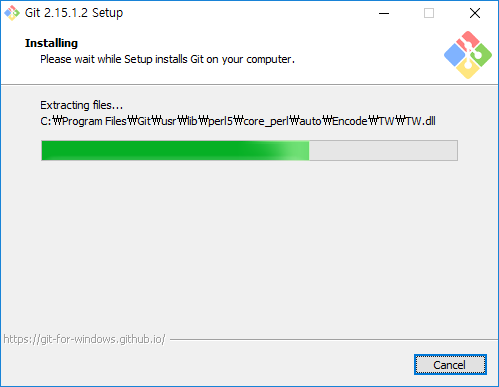 Git 2.15.1.2 Setup
Installing
Please wait while Setup installs Git on your computer.
Extracting files...
C:₩Program Files₩Git₩usr₩lib₩perl5₩core_perl₩auto₩Encode₩TW₩TW.dll
https://git-for-windows.github.io/
Cancel